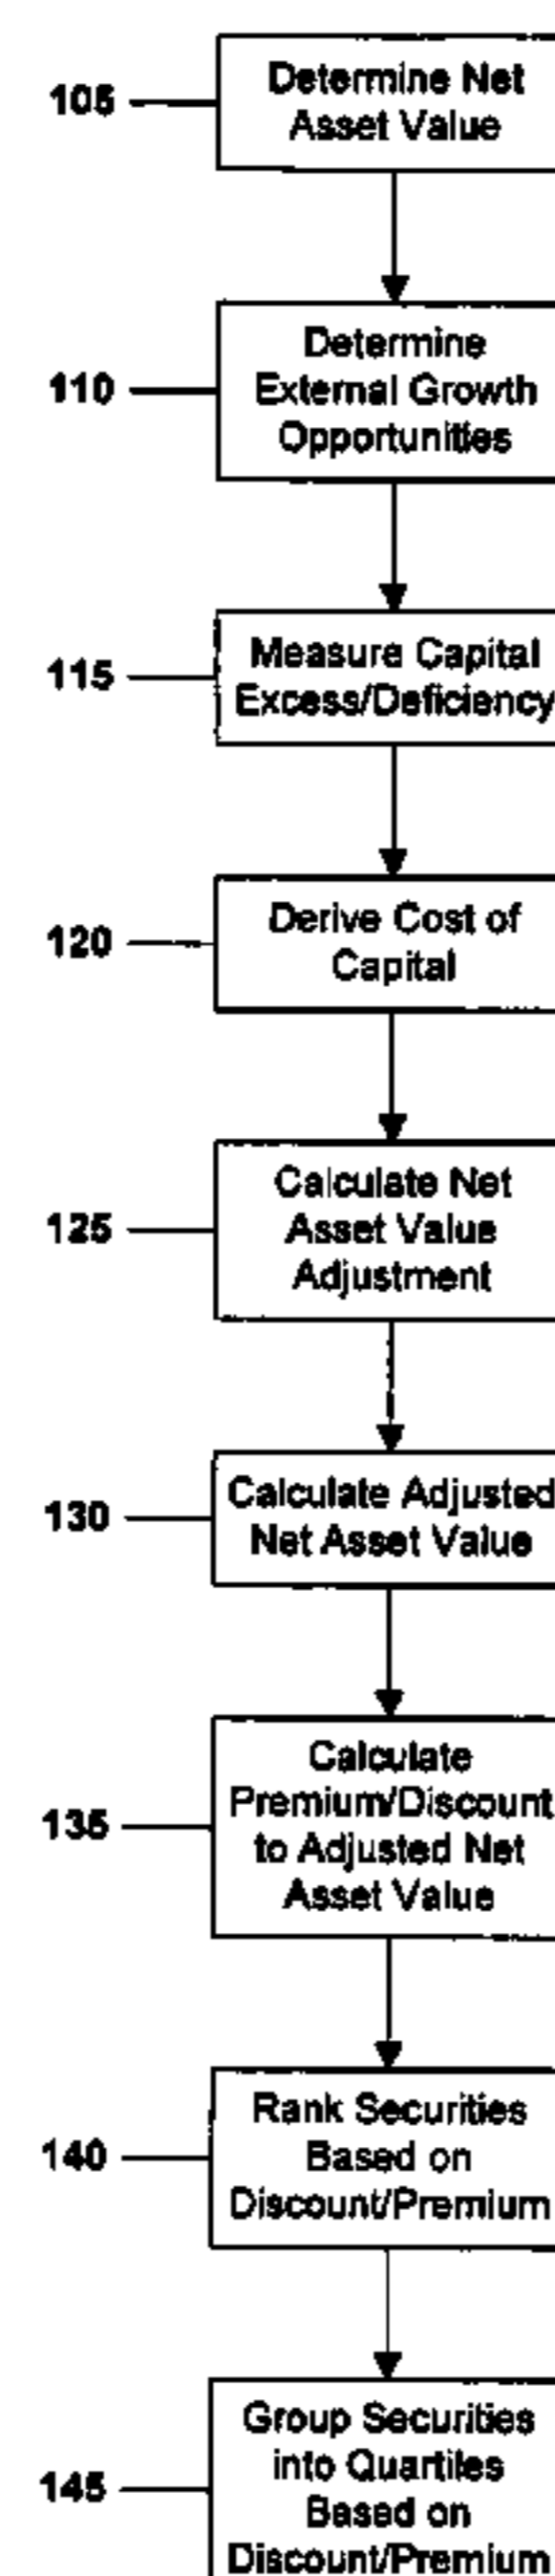 105
Determine Net
Asset Value
110
Determine
External Growth
Opportunities
115
Measure Capital
Excess/Deficiency
120
Derive Cost of
Capital
125
Calculate Net
Asset Value
Adjustment
130
Calculate Adjusted
Net Asset Value
135
Calculate
Premium/Discount
to Adjusted Net
Asset Value
140
Rank Securities
Based on
Discount/Premium
145
Group Securities
into Quartiles
Based on
Discount/Premium